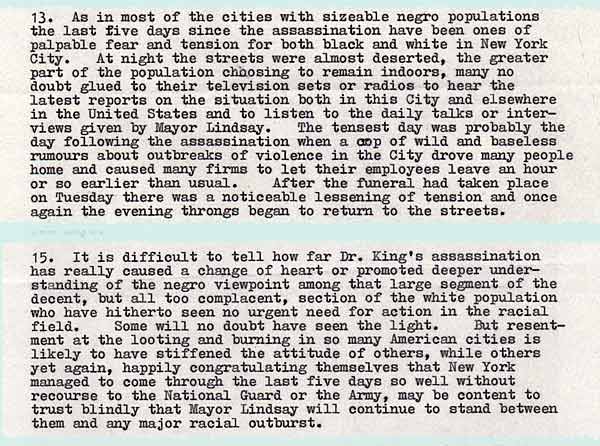 13. As in most of the cities with sizeable negro populations
the last five days since the assassination have been ones of
palpable fear and tension for both black and white in New York
City. At night the streets were almost deserted, the greater
part of the population chhosing to remain indoors, many no
doubt glued to their television sets or radios to hear the
latest reports on the situation both in this City and elsewhere
in the United States and to listen to the daily talks or inter-
views given by Mayor Lindsay. The tensest day was probably the
day following the assassination when a crop of wild and baseless
rumours about outbreaks of violence in the City drove many people
home and caused many firms to let their employees leave an hour
or so earlier than usual. After the funeral had taken place
on Tuesday there was a noticeable lessening of tension and once
again the evening throngs began to return to the streets.
15. It is difficult to tell how far Dr. King's assassination
has really caused a change of heart or promoted deeper under-
standing of the negro viewpoint among that large segment of the
decent, but all too complacent, section of the white population
who have hitherto seen no urgent need for action in the racial
field. Some will no doubt have seen the light. But resent-
ment at the looting and burning in so many American cities is
likely to have stiffened the attitude of others, while others
yet again, happily congratulating themselves that New York
managed to come through the last five days so well without
recourse to the National Guard or the Army, may be content to
trust blindly that Mayor Lindsay will continue to stand between
them and any major racial outburst.